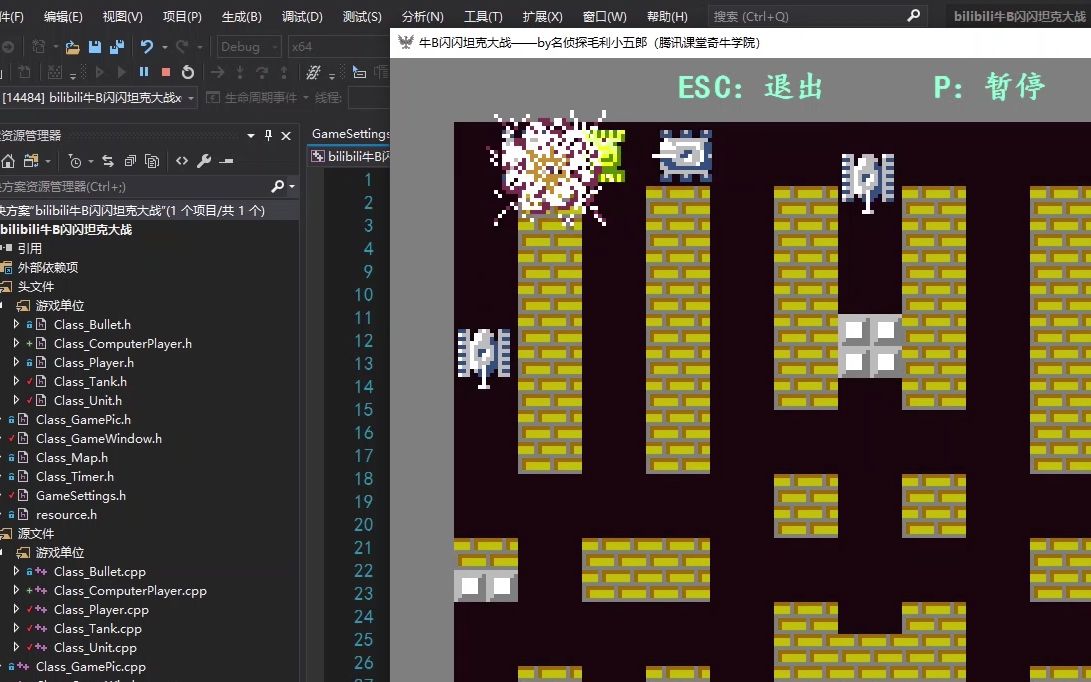 件(F) 编辑(E) 视图(V) 项目(P) 生成(B) 调试(D) 测试(S) 分析(N) 工具(T) 扩展(X) 窗口(W) 帮助(H) 搜索 (Ctrl+Q) bilibili牛B闪闪坦克大战
Debug x64
牛B闪闪坦克大战——by名侦探毛利小五郎（腾讯课堂奇牛学院）
[14484] bilibili牛B闪闪坦克大战x 生命周期事件 线程:
ESC: 退出 P: 暂停
资源管理器
GameSettings
bilibili牛B闪
方案资源管理器(Ctrl+;)
决方案"bilibili牛B闪闪坦克大战"(1 个项目/共 1 个)
bilibili牛B闪闪坦克大战
引用
外部依赖项
头文件
游戏单位
Class_Bullet.h
Class_ComputerPlayer.h
Class_Player.h
Class_Tank.h
Class_Unit.h
Class_GamePic.h
Class_GameWindow.h
Class_Map.h
Class_Timer.h
GameSettings.h
resource.h
源文件
游戏单位
Class_Bullet.cpp
Class_ComputerPlayer.cpp
Class_Player.cpp
Class_Tank.cpp
Class_Unit.cpp
Class_GamePic.cpp
1
2
3
4
9
10
11
12
13
14
15
16
17
18
19
20
21
22
23
24
25
26